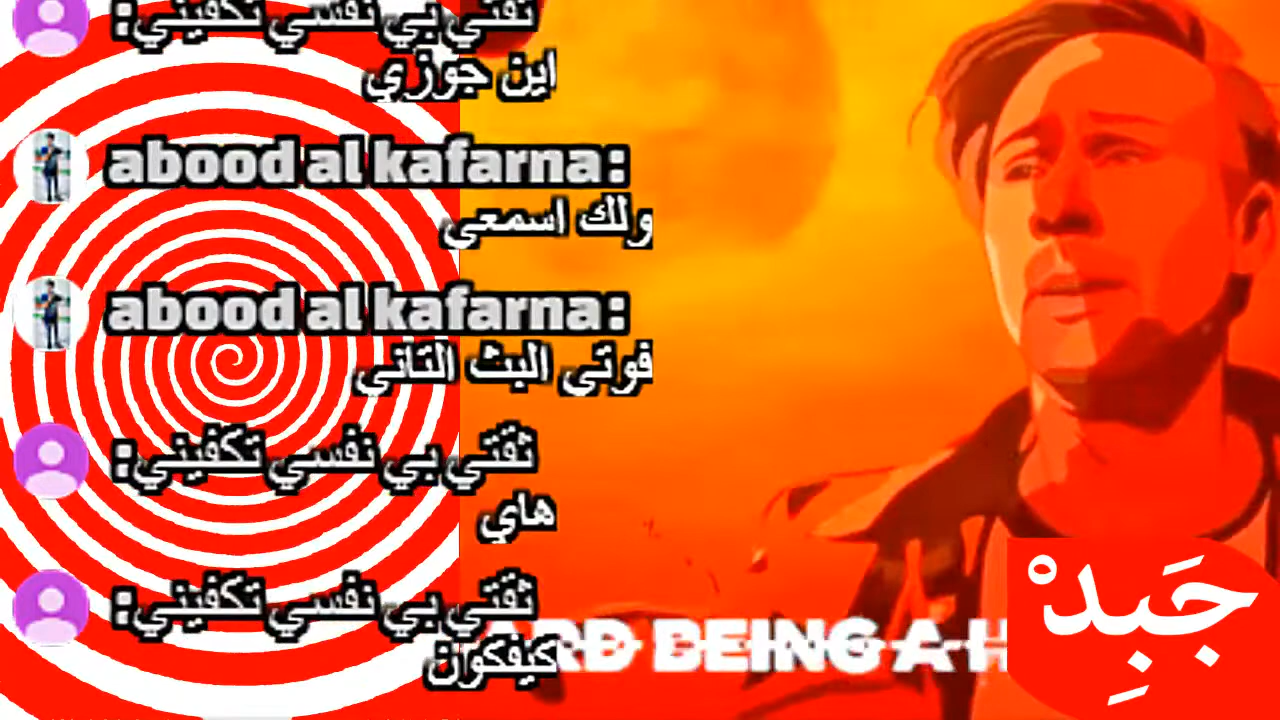 ثقتي بي نفسي تكفيني:
اين جوزي
abood al kafarna:
ولك اسمعي
abood al kafarna:
فوتي البث التاني
ثقتي بي نفسي تكفيني:
هاي
ثقتي بي نفسي تكفيني:
كيفكون
ARD BEING A H
جَبِدْ